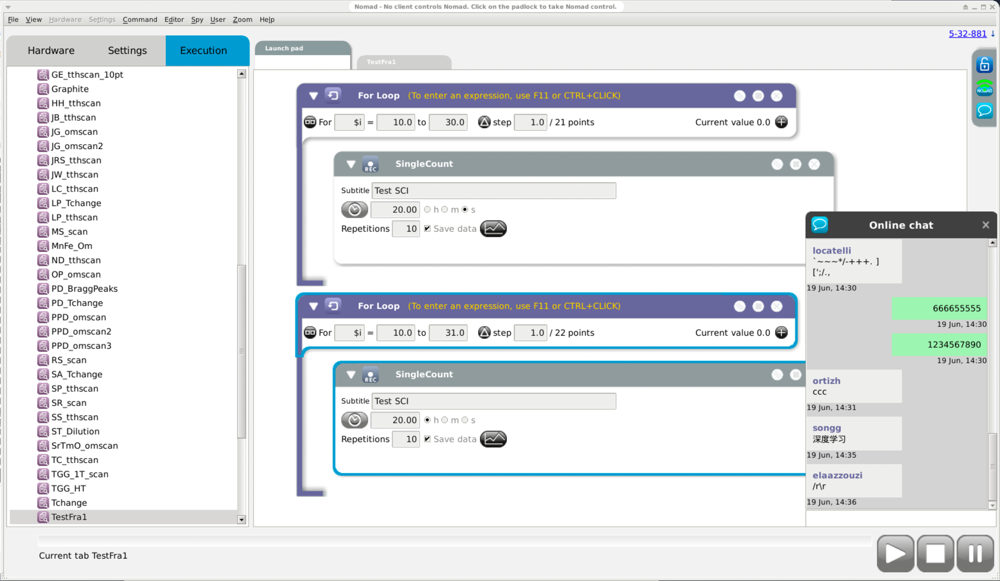 Nomad - No client controls Nomad. Click on the padlock to take Nomad control.
File View Hardware Settings Command Editor Spy User Zoom Help
5-32-881 ↓
Hardware Settings Execution
GE_tthscan_10pt
Graphite
HH_tthscan
JB_tthscan
JG_omscan
JG_omscan2
JRS_tthscan
JW_tthscan
LC_tthscan
LP_Tchange
LP_tthscan
MS_scan
MnFe_Om
ND_tthscan
OP_omscan
PD_BraggPeaks
PD_Tchange
PPD_omscan
PPD_omscan2
PPD_omscan3
RS_scan
SA_Tchange
SP_tthscan
SR_scan
SS_tthscan
ST_Dilution
SrTmO_omscan
TC_tthscan
TGG_1T_scan
TGG_HT
Tchange
TestFra1
Launch pad
TestFra1
For Loop (To enter an expression, use F11 or CTRL+CLICK)
For $i = 10.0 to 30.0 step 1.0 / 21 points Current value 0.0
REC SingleCount
Subtitle Test SCI
20.00 h m s
Repetitions 10 Save data
For Loop (To enter an expression, use F11 or CTRL+CLICK)
For $i = 10.0 to 31.0 step 1.0 / 22 points Current value 0.0
REC SingleCount
Subtitle Test SCI
20.00 h m s
Repetitions 10 Save data
NOMAD
Online chat
locatelli
`~~~*/-+++. ]
[';/.,
19 Jun, 14:30
666655555
19 Jun, 14:30
1234567890
19 Jun, 14:30
ortizh
ccc
19 Jun, 14:31
songg
深度学习
19 Jun, 14:35
elaazzouzi
/r\r
19 Jun, 14:36
Current tab TestFra1